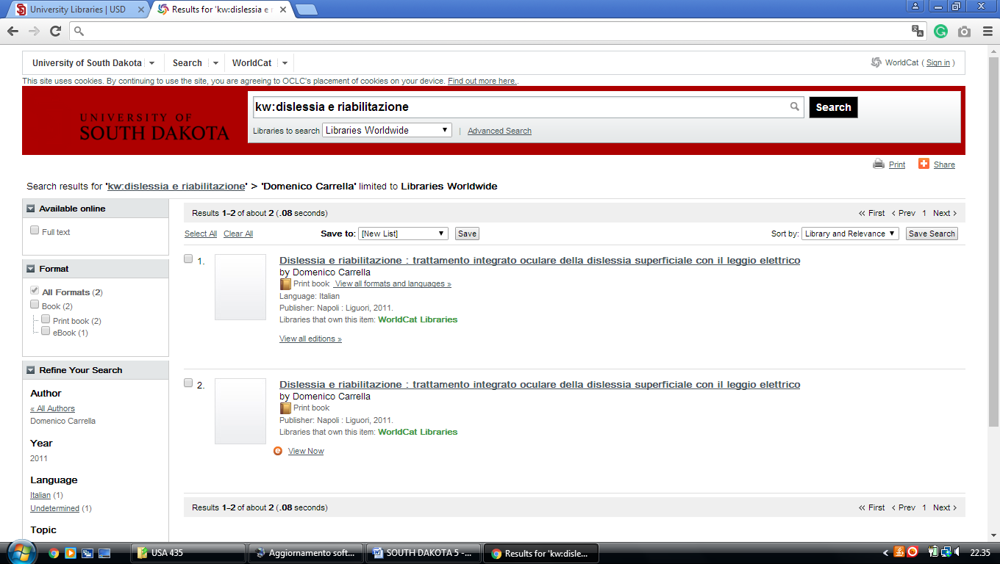 University Libraries | USD
Results for 'kw:dislessia e r
University of South Dakota Search WorldCat
WorldCat ( Sign in )
This site uses cookies. By continuing to use the site, you are agreeing to OCLC's placement of cookies on your device. Find out more here..
UNIVERSITY OF
SOUTH DAKOTA
kw:dislessia e riabilitazione
Search
Libraries to search Libraries Worldwide | Advanced Search
Print Share
Search results for 'kw:dislessia e riabilitazione' > 'Domenico Carrella' limited to Libraries Worldwide
Available online
Full text
Format
All Formats (2)
Book (2)
Print book (2)
eBook (1)
Refine Your Search
Author
« All Authors
Domenico Carrella
Year
2011
Language
Italian (1)
Undetermined (1)
Topic
Results 1-2 of about 2 (.08 seconds)
« First < Prev 1 Next >
Select All Clear All Save to: [New List] Save
Sort by: Library and Relevance Save Search
1. Dislessia e riabilitazione : trattamento integrato oculare della dislessia superficiale con il leggio elettrico
by Domenico Carrella
Print book View all formats and languages »
Language: Italian
Publisher: Napoli : Liguori, 2011.
Libraries that own this item: WorldCat Libraries
View all editions »
2. Dislessia e riabilitazione : trattamento integrato oculare della dislessia superficiale con il leggio elettrico
by Domenico Carrella
Print book
Publisher: Napoli : Liguori, 2011.
Libraries that own this item: WorldCat Libraries
e View Now
Results 1-2 of about 2 (.08 seconds)
« First < Prev 1 Next >
USA 435
Aggiornamento soft...
SOUTH DAKOTA 5 -...
Results for 'kw:disle...
22.35